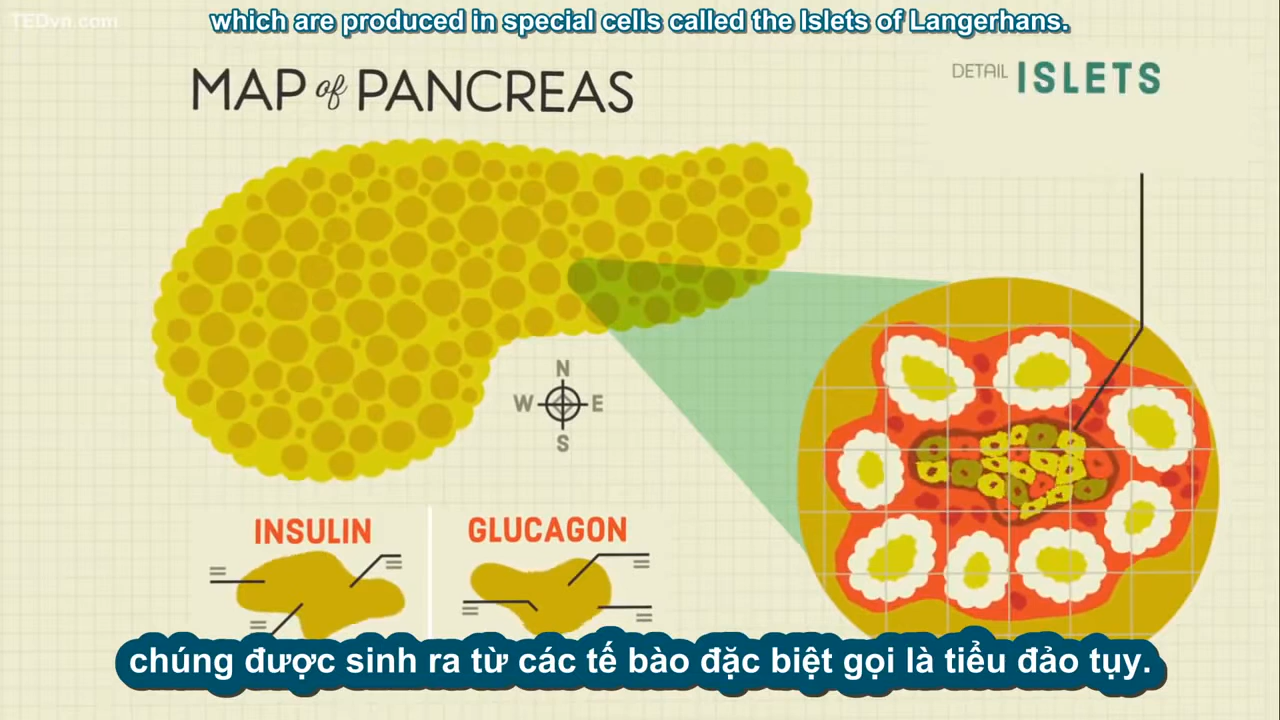 TEDvn.com
which are produced in special cells called the Islets of Langerhans.
MAP of PANCREAS
DETAIL ISLETS
N
W E
S
INSULIN
GLUCAGON
chúng được sinh ra từ các tế bào đặc biệt gọi là tiểu đảo tụy.